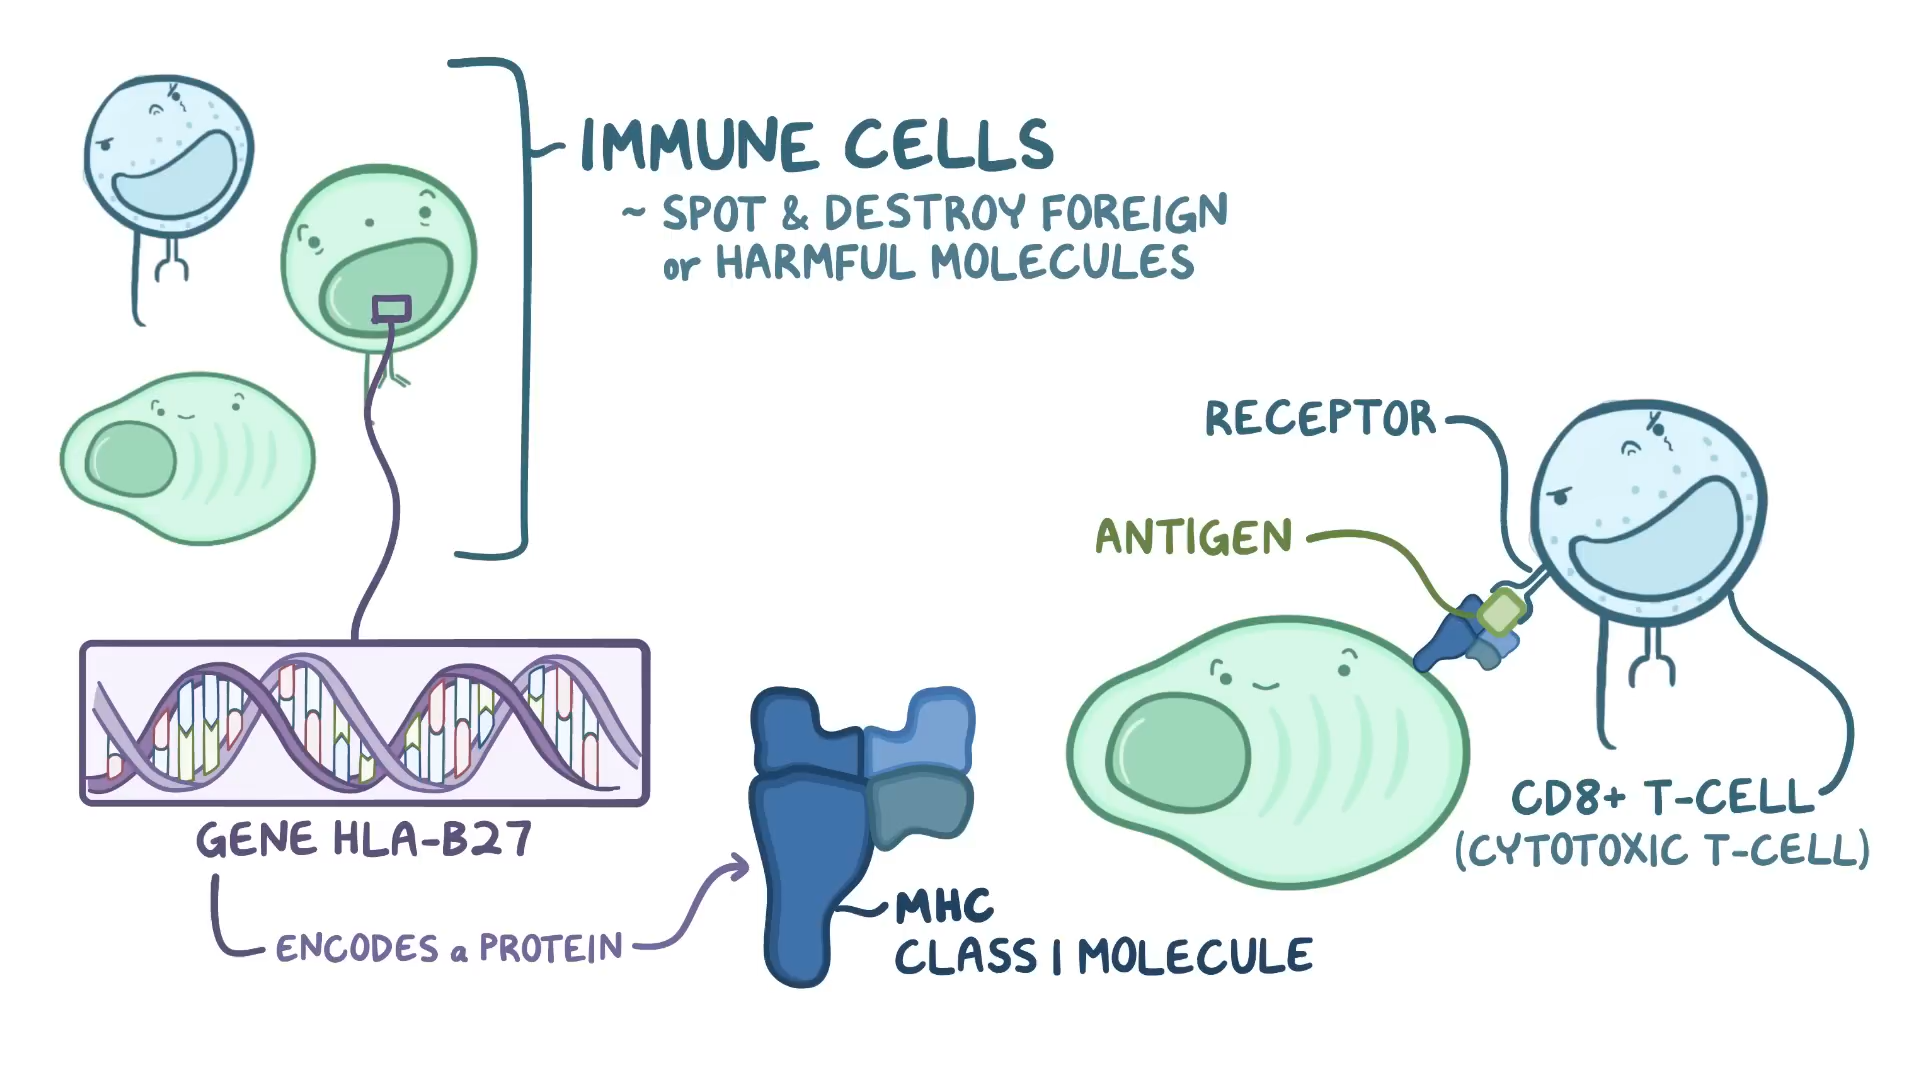 IMMUNE CELLS
~ SPOT & DESTROY FOREIGN
or HARMFUL MOLECULES
RECEPTOR
ANTIGEN
CD8+ T-CELL
(CYTOTOXIC T-CELL)
GENE HLA-B27
ENCODES a PROTEIN
MHC
CLASS I MOLECULE